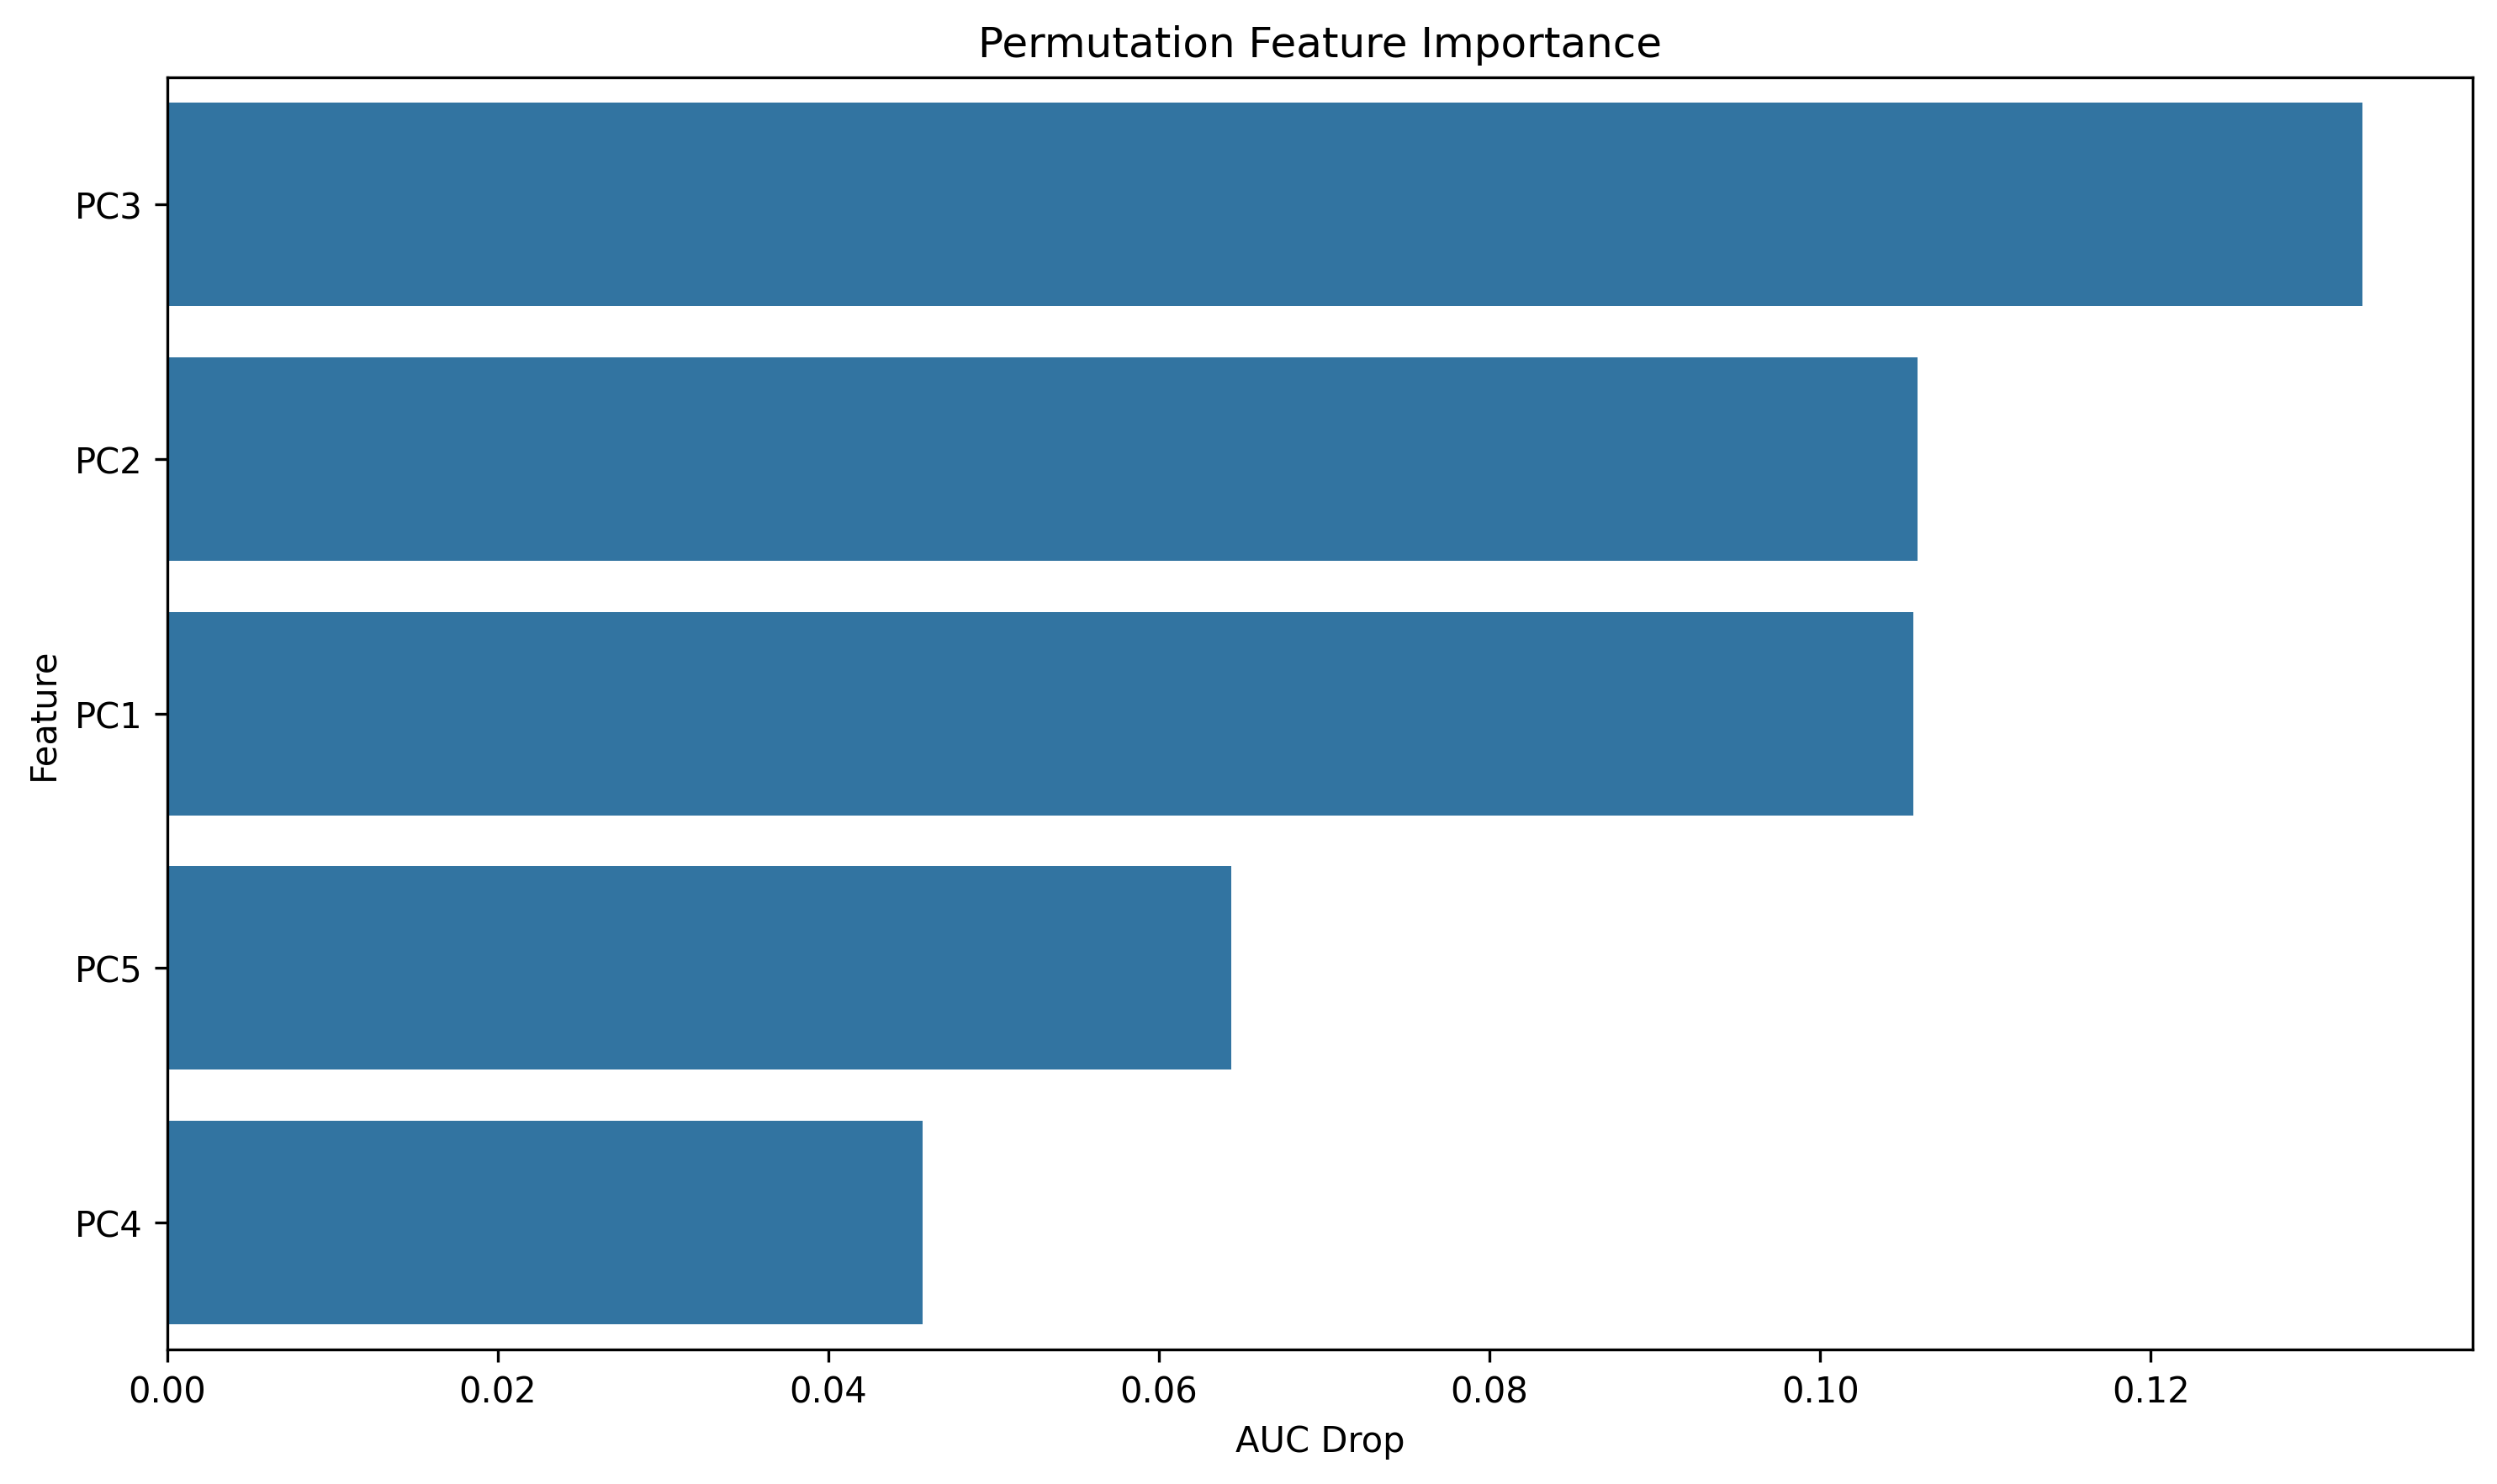 Permutation Feature Importance
PC3
PC2
PC1
PC5
PC4
Feature
0.00 0.02 0.04 0.06 0.08 0.10 0.12
AUC Drop